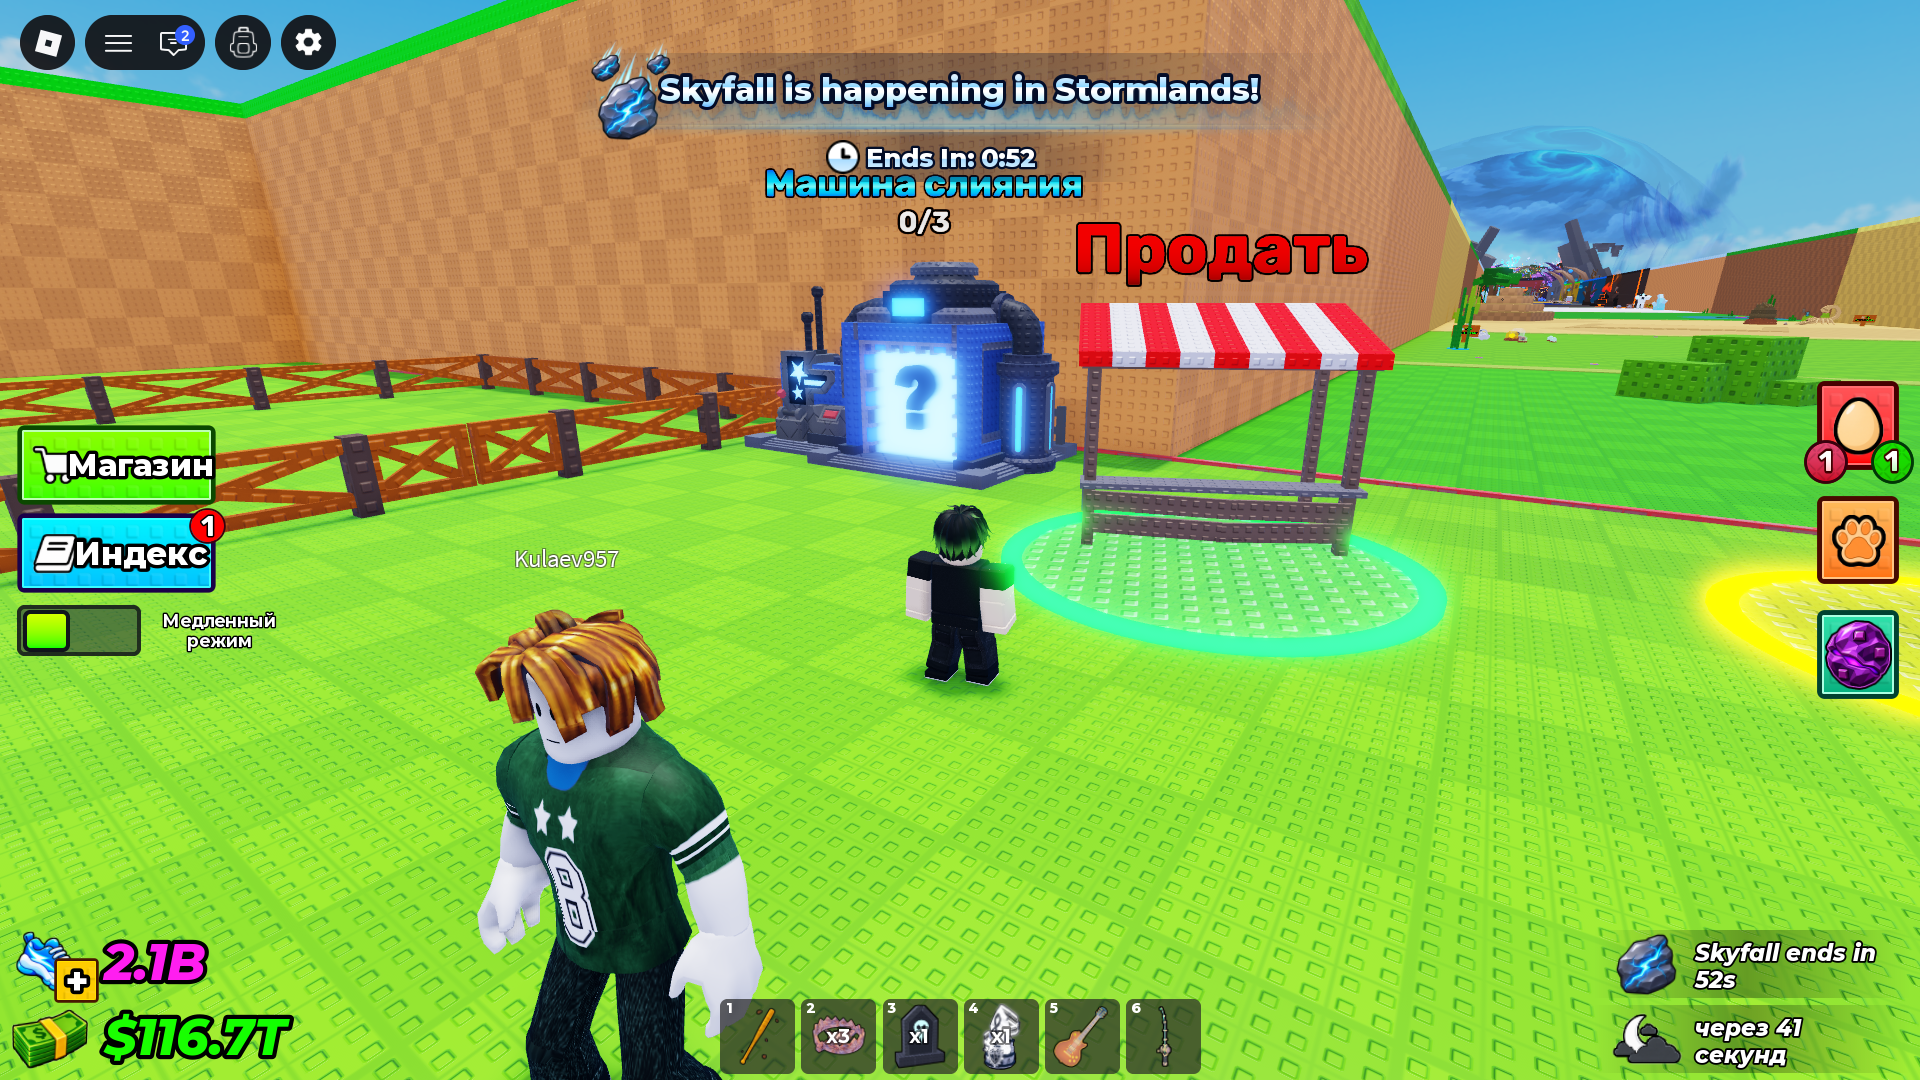 2
Skyfall is happening in Stormlands!
Ends In: 0:52
Машина слияния
0/3
Продать
?
Магазин
1
Индекс
Медленный
режим
Kulaev957
8
1
1
2.1B
$116.7T
1
2
x3
3
x1
4
x1
5
6
Skyfall ends in
52s
через 41
секунд